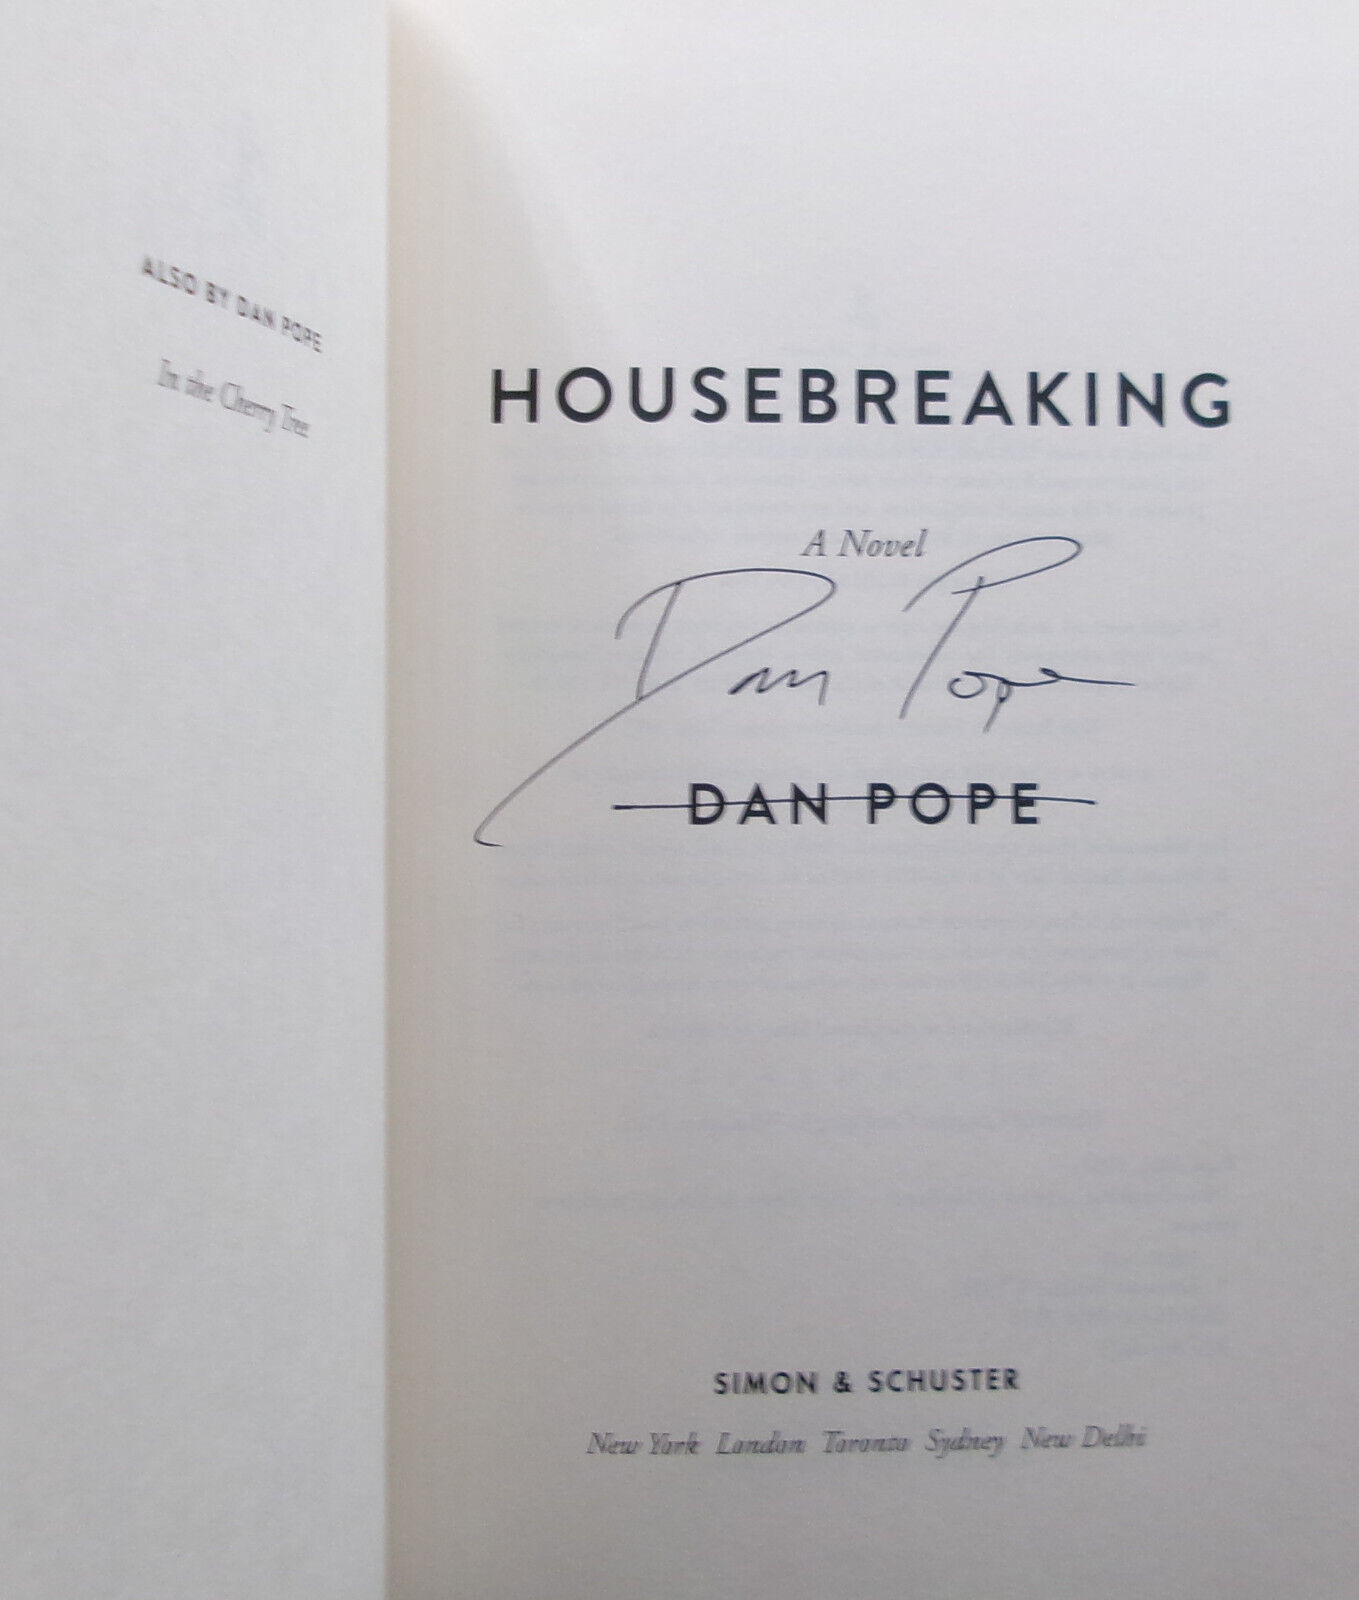 ALSO BY DAN POPE
In the Cherry Tree
HOUSEBREAKING
A Novel
Dan Pope
DAN POPE
SIMON & SCHUSTER
New York London Toronto Sydney New Delhi